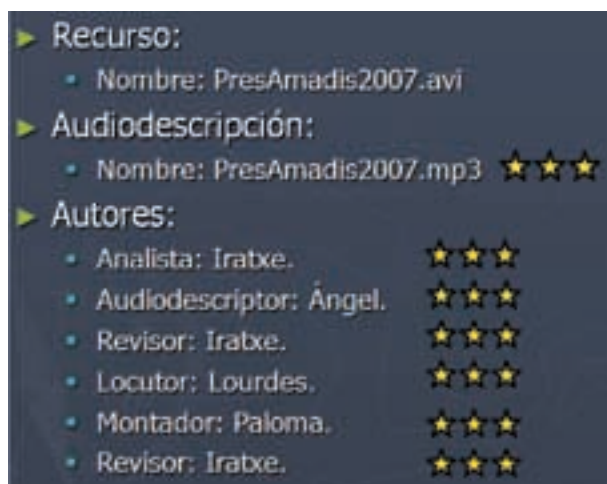 Recurso:
Nombre: PresAmadis2007.avi
Audiodescripción:
Nombre: PresAmadis2007.mp3
Autores:
Analista: Iratxe.
Audiodescriptor: Ángel.
Revisor: Iratxe.
Locutor: Lourdes.
Montador: Paloma.
Revisor: Iratxe.